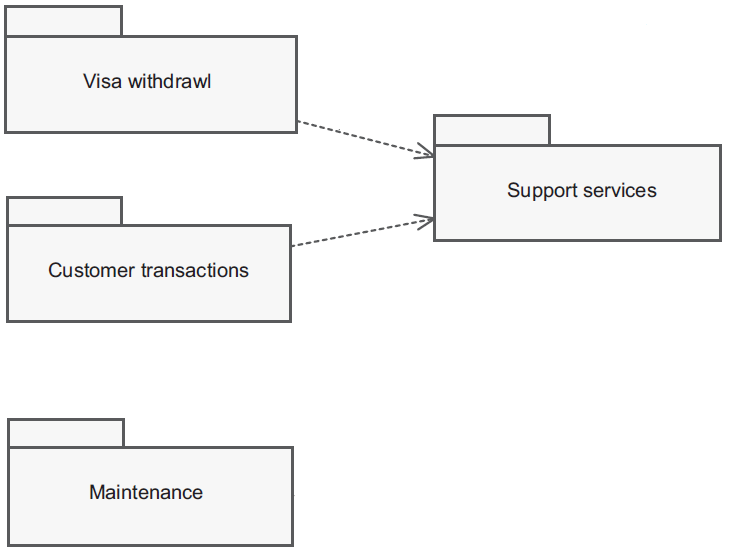 Visa withdrawl
Support services
Customer transactions
Maintenance